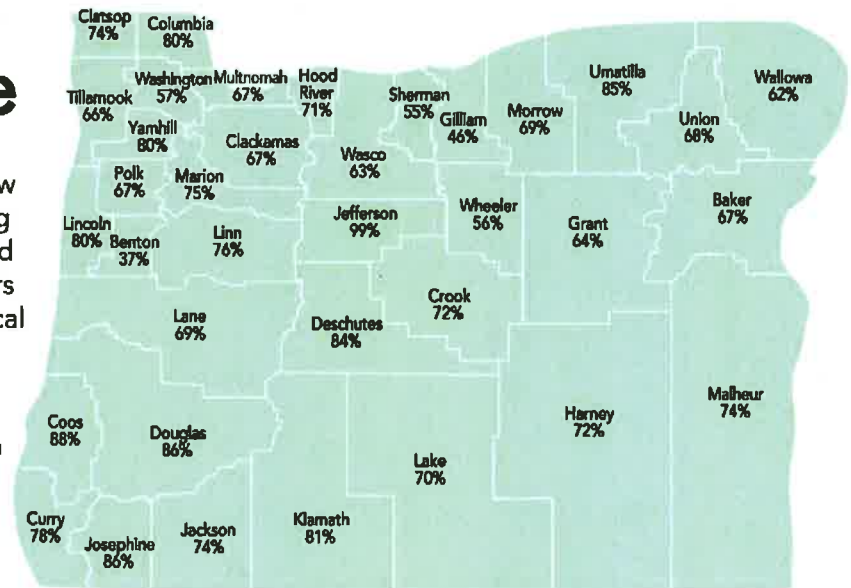 e
w
g
d
rs
cal
Clatsop
74%
Columbia
80%
Tillamook
66%
Washington
57%
Multnomah
67%
Hood
River
71%
Yamhill
80%
Clackamas
67%
Sherman
55%
Gilliam
46%
Morrow
69%
Umatilla
85%
Union
68%
Wallowa
62%
Polk
67%
Marion
75%
Wasco
63%
Lincoln
80%
Benton
37%
Linn
76%
Jefferson
99%
Wheeler
56%
Grant
64%
Baker
67%
Lane
69%
Deschutes
84%
Crook
72%
Coos
88%
Douglas
86%
Lake
70%
Harney
72%
Malheur
74%
Curry
78%
Josephine
86%
Jackson
74%
Klamath
81%